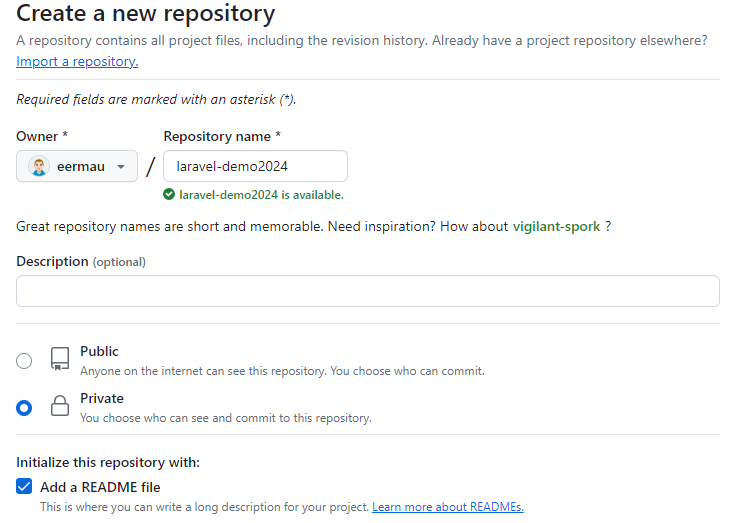 Create a new repository
A repository contains all project files, including the revision history. Already have a project repository elsewhere?
Import a repository.
Required fields are marked with an asterisk (*).
Owner * Repository name *
eermau / laravel-demo2024
laravel-demo2024 is available.
Great repository names are short and memorable. Need inspiration? How about vigilant-spork ?
Description (optional)
Public
Anyone on the internet can see this repository. You choose who can commit.
Private
You choose who can see and commit to this repository.
Initialize this repository with:
Add a README file
This is where you can write a long description for your project. Learn more about READMEs.